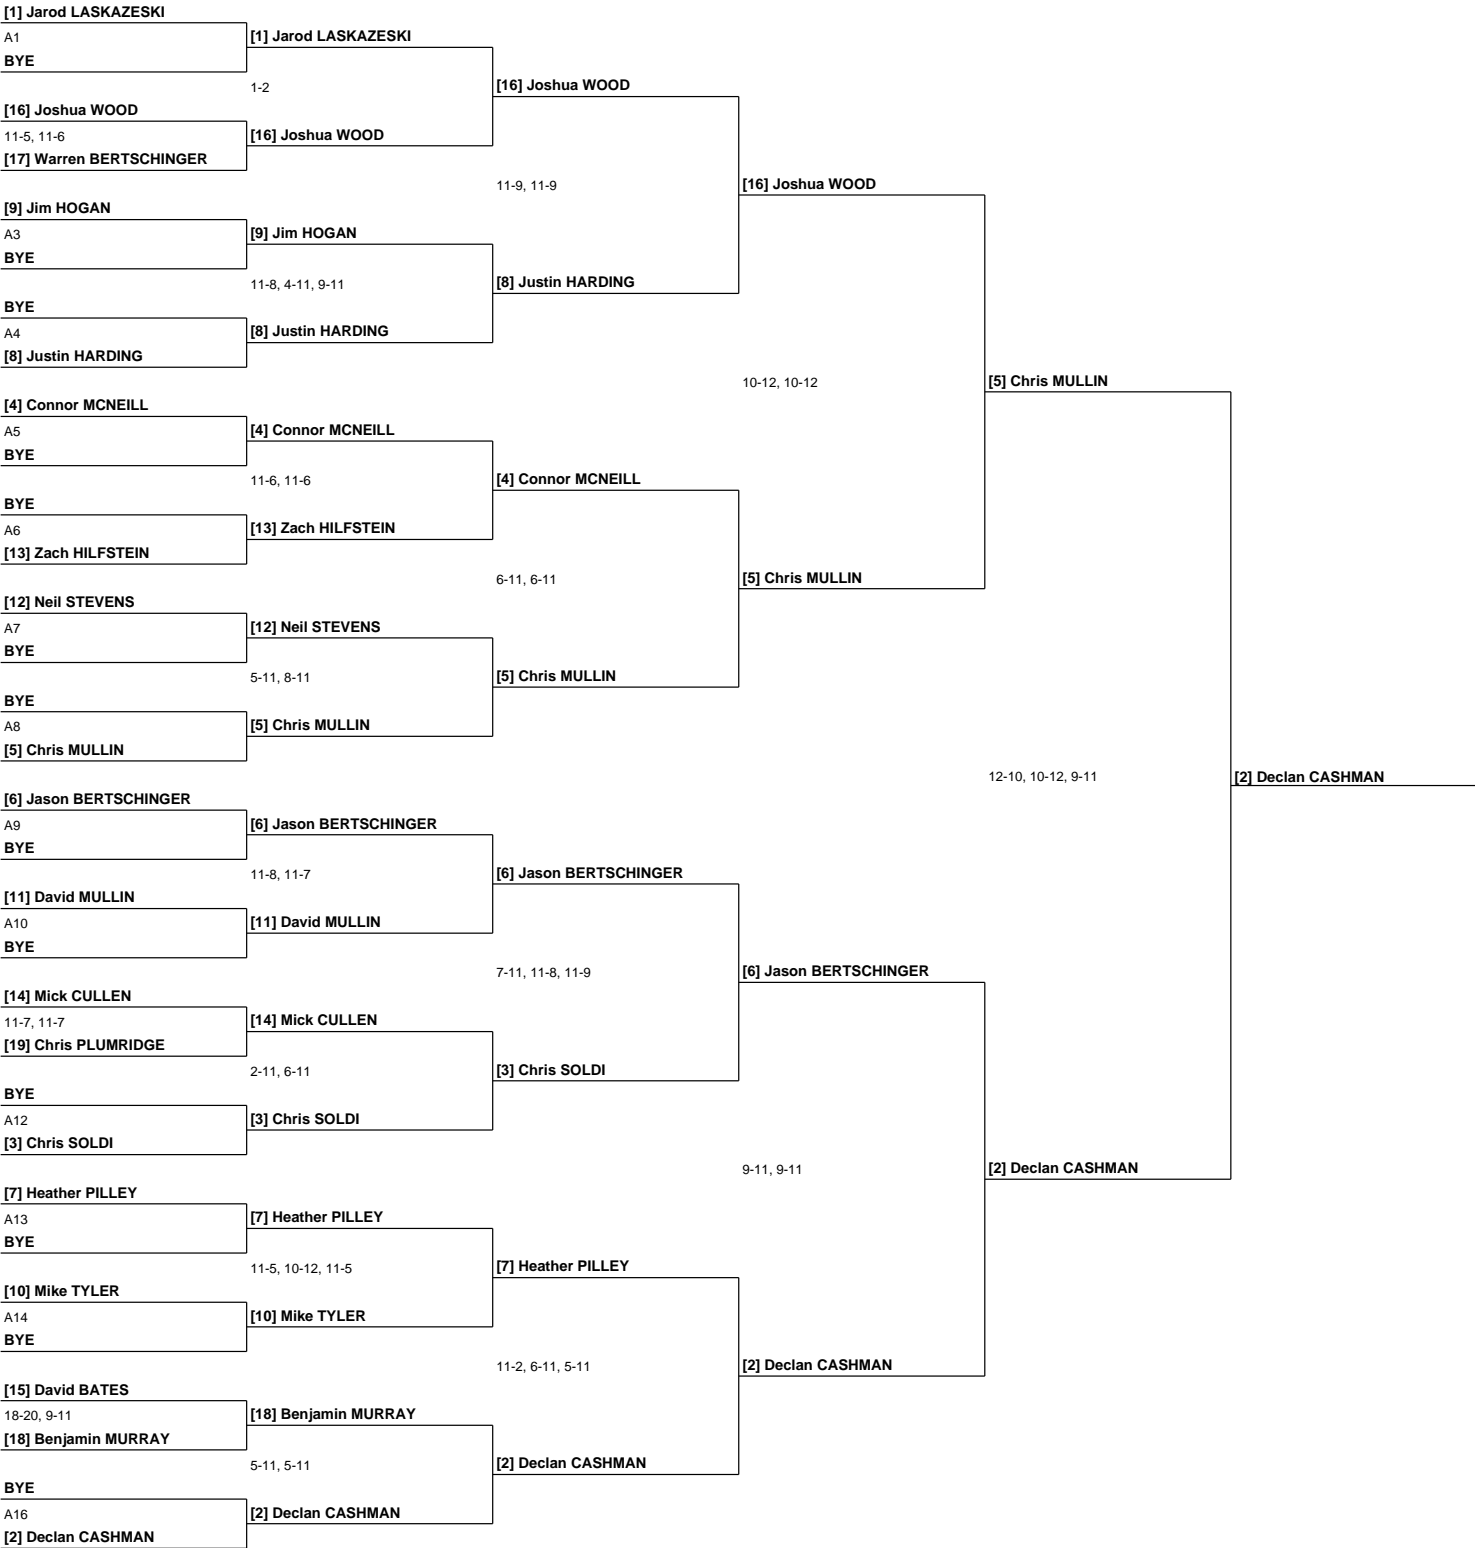 [1] Jarod LASKAZESKI
A1
BYE
[16] Joshua WOOD
11-5, 11-6
[17] Warren BERTSCHINGER
[9] Jim HOGAN
A3
BYE
BYE
A4
[8] Justin HARDING
[4] Connor MCNEILL
A5
BYE
BYE
A6
[13] Zach HILFSTEIN
[12] Neil STEVENS
A7
BYE
BYE
A8
[5] Chris MULLIN
[6] Jason BERTSCHINGER
A9
BYE
[11] David MULLIN
A10
BYE
[14] Mick CULLEN
11-7, 11-7
[19] Chris PLUMRIDGE
BYE
A12
[3] Chris SOLDI
[7] Heather PILLEY
A13
BYE
[10] Mike TYLER
A14
BYE
[15] David BATES
18-20, 9-11
[18] Benjamin MURRAY
BYE
A16
[2] Declan CASHMAN
[1] Jarod LASKAZESKI
1-2
[16] Joshua WOOD
[9] Jim HOGAN
11-8, 4-11, 9-11
[8] Justin HARDING
[4] Connor MCNEILL
11-6, 11-6
[13] Zach HILFSTEIN
[12] Neil STEVENS
5-11, 8-11
[5] Chris MULLIN
[6] Jason BERTSCHINGER
11-8, 11-7
[11] David MULLIN
[14] Mick CULLEN
2-11, 6-11
[3] Chris SOLDI
[7] Heather PILLEY
11-5, 10-12, 11-5
[10] Mike TYLER
[18] Benjamin MURRAY
5-11, 5-11
[2] Declan CASHMAN
[16] Joshua WOOD
11-9, 11-9
[8] Justin HARDING
[4] Connor MCNEILL
6-11, 6-11
[5] Chris MULLIN
[6] Jason BERTSCHINGER
7-11, 11-8, 11-9
[3] Chris SOLDI
[7] Heather PILLEY
11-2, 6-11, 5-11
[2] Declan CASHMAN
[16] Joshua WOOD
10-12, 10-12
[5] Chris MULLIN
[6] Jason BERTSCHINGER
9-11, 9-11
[2] Declan CASHMAN
[5] Chris MULLIN
12-10, 10-12, 9-11
[2] Declan CASHMAN
[2] Declan CASHMAN